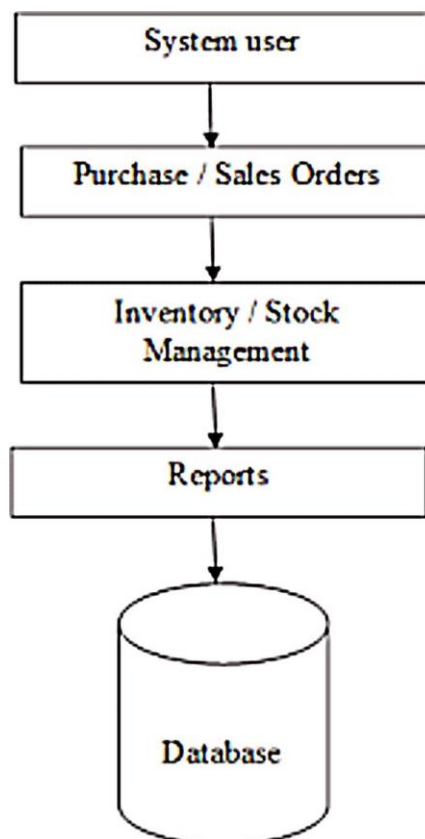 System user
Purchase / Sales Orders
Inventory / Stock
Management
Reports
Database